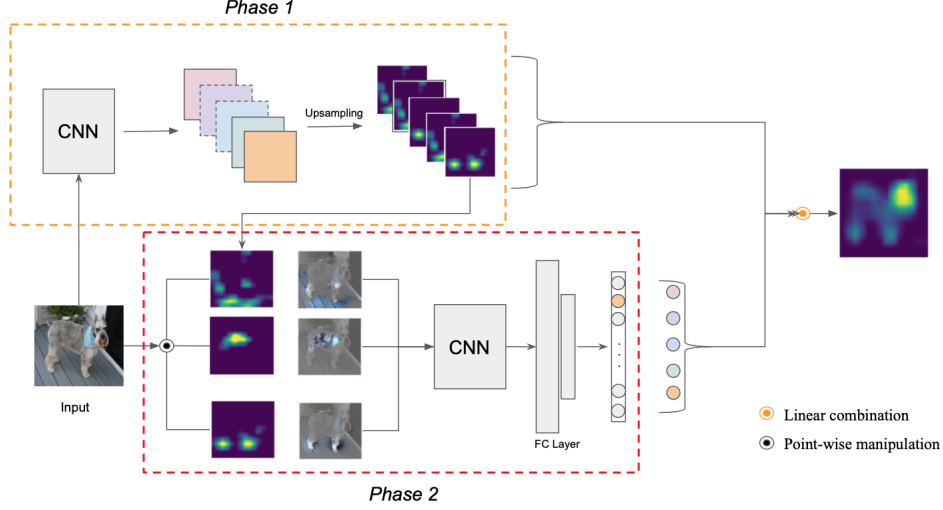 Phase 1
CNN
Upsampling
Input
CNN
FC Layer
Phase 2
Linear combination
Point-wise manipulation